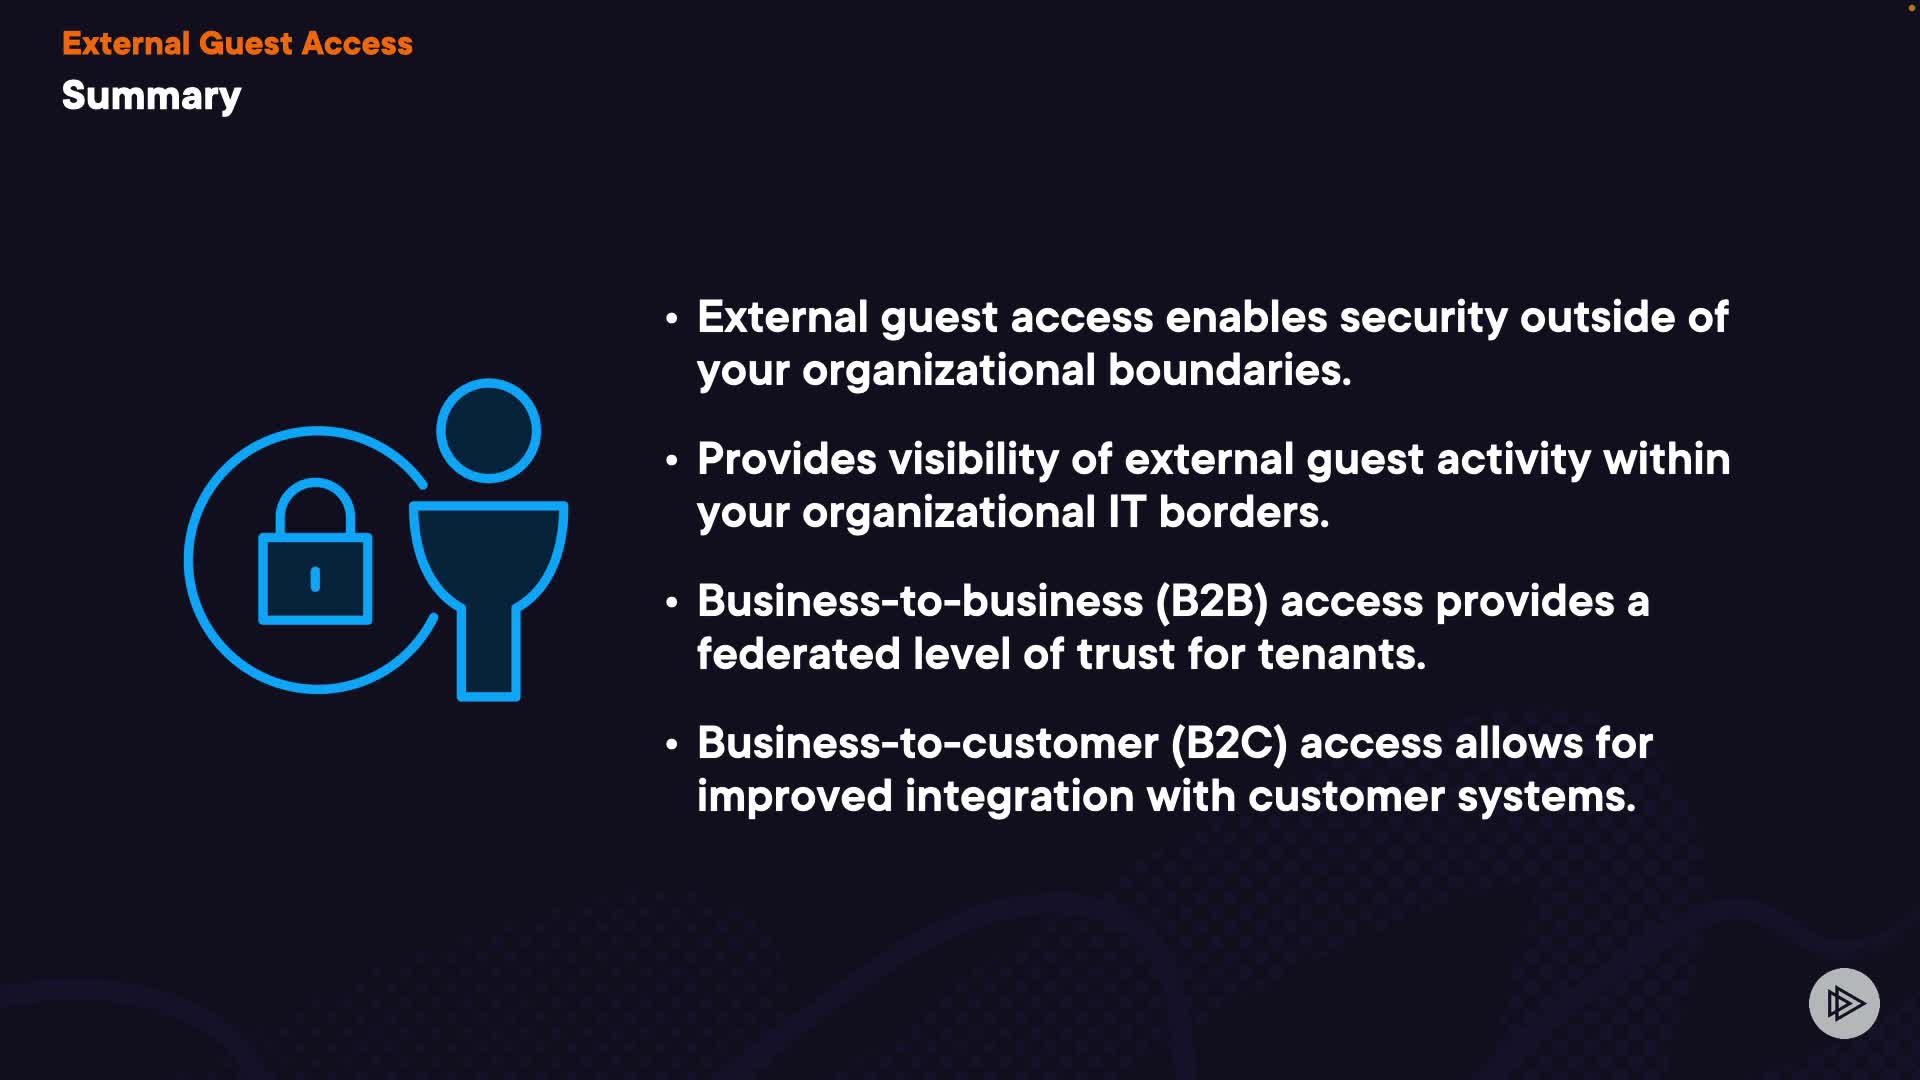 External Guest Access
Summary
• External guest access enables security outside of
your organizational boundaries.
• Provides visibility of external guest activity within
your organizational IT borders.
• Business-to-business (B2B) access provides a
federated level of trust for tenants.
• Business-to-customer (B2C) access allows for
improved integration with customer systems.